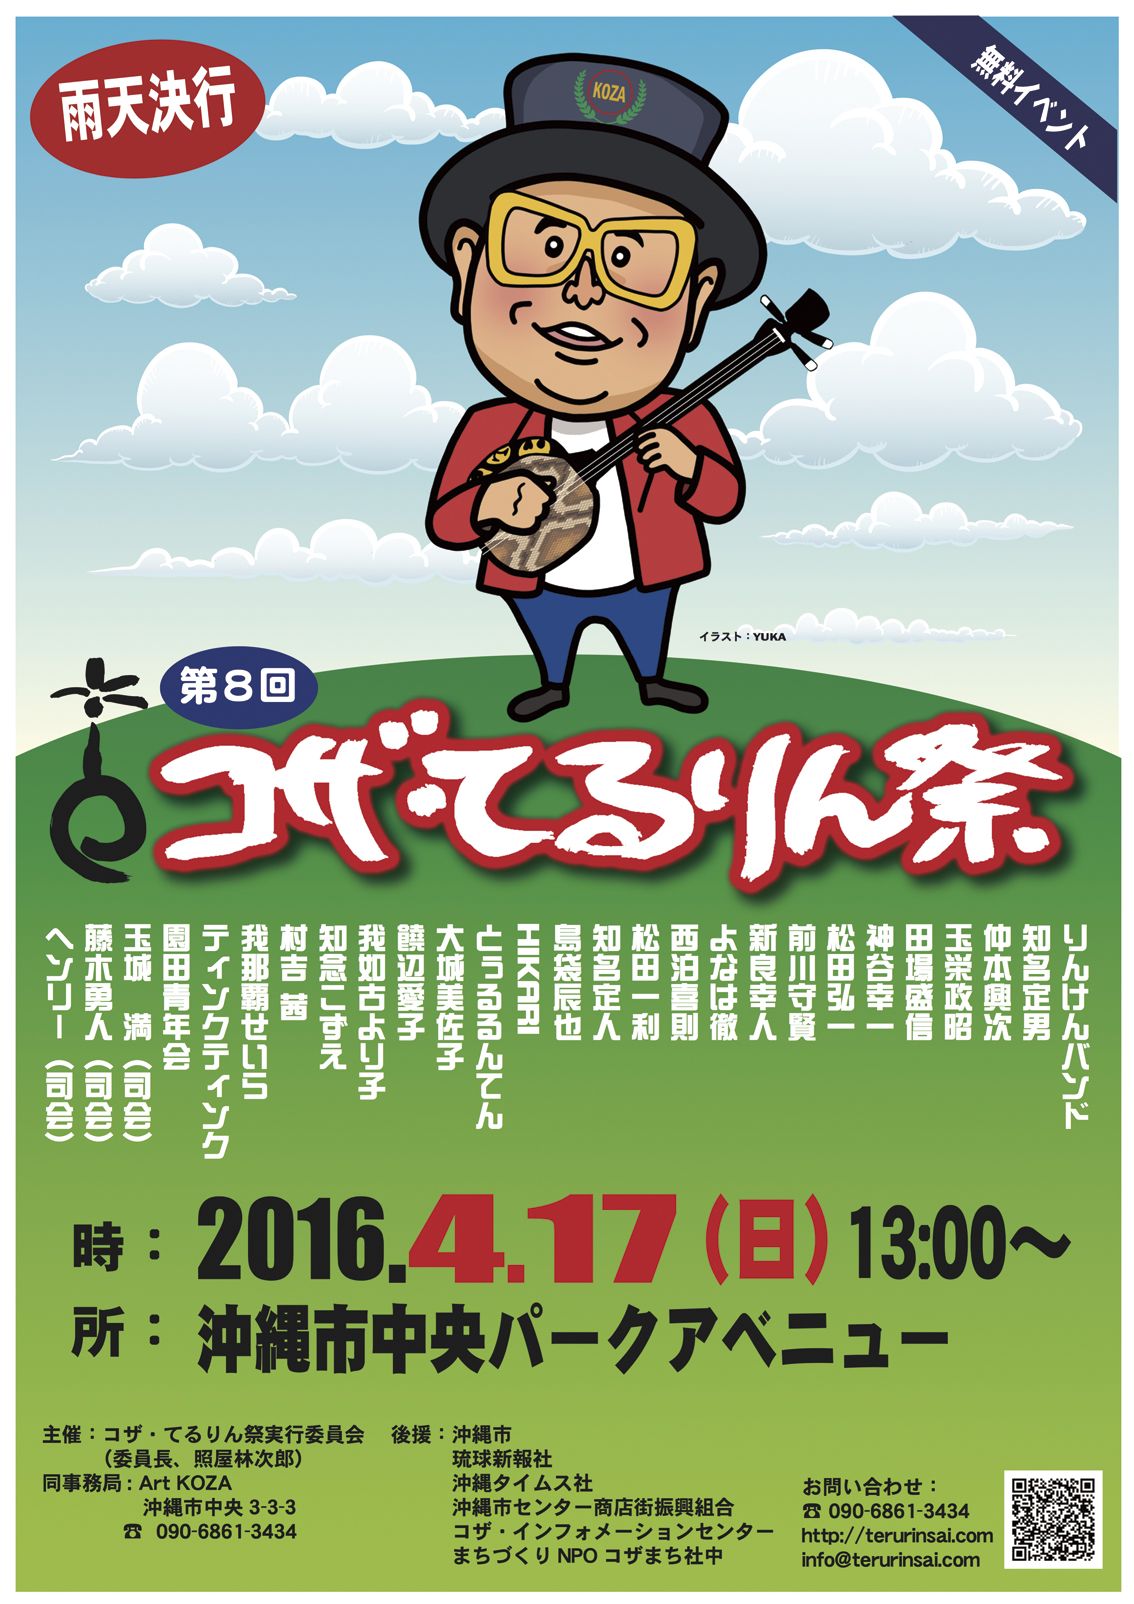 雨天決行
無料イベント
KOZA
イラスト：YUKA
第8回
コザ・てるりん祭
りんけんバンド
知名定男
仲本興次
玉栄政昭
田場盛信
神谷幸一
松田弘一
前川守賢
新良幸人
よなは徹
西泊喜則
松田一利
知名定人
島袋辰也
HIKARI
とぅるるんてん
大城美佐子
饒辺愛子
我如古より子
知念こずえ
村吉 茜
我那覇せいら
ティンクティンク
園田青年会
玉城 満（司会）
藤木勇人（司会）
ヘンリー（司会）
時：2016.4.17（日）13:00〜
所：沖縄市中央パークアベニュー
主催：コザ・てるりん祭実行委員会
（委員長、照屋林次郎）
同事務局：Art KOZA
沖縄市中央 3-3-3
☎ 090-6861-3434
後援：沖縄市
琉球新報社
沖縄タイムス社
沖縄市センター商店街振興組合
コザ・インフォメーションセンター
まちづくり NPO コザまち社中
お問い合わせ：
☎ 090-6861-3434
http://terurinsai.com
info@terurinsai.com